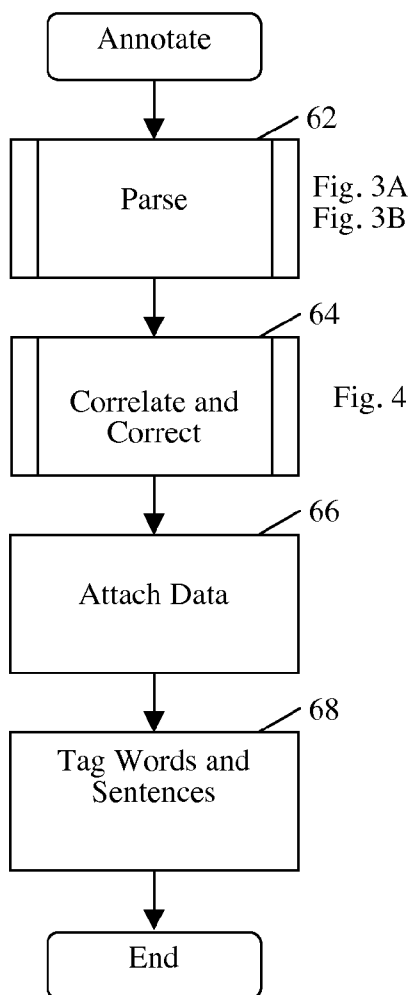 Annotate
62
Parse
Fig. 3A
Fig. 3B
64
Correlate and
Correct
Fig. 4
66
Attach Data
68
Tag Words and
Sentences
End